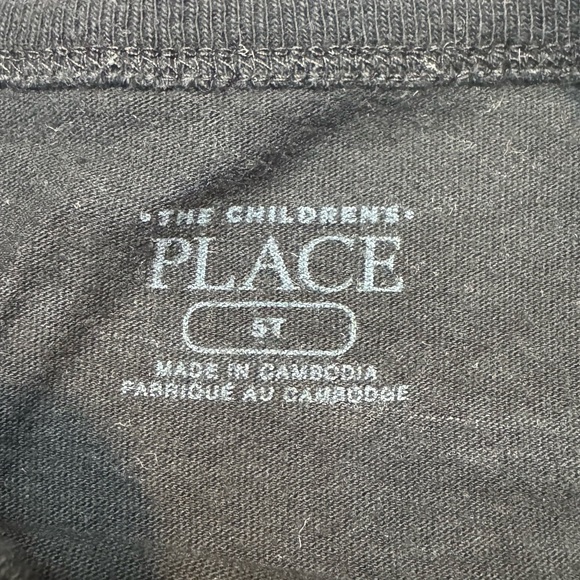 • THE CHILDREN'S •
PLACE
5T
MADE IN CAMBODIA
FABRIQUÉ AU CAMBODGE